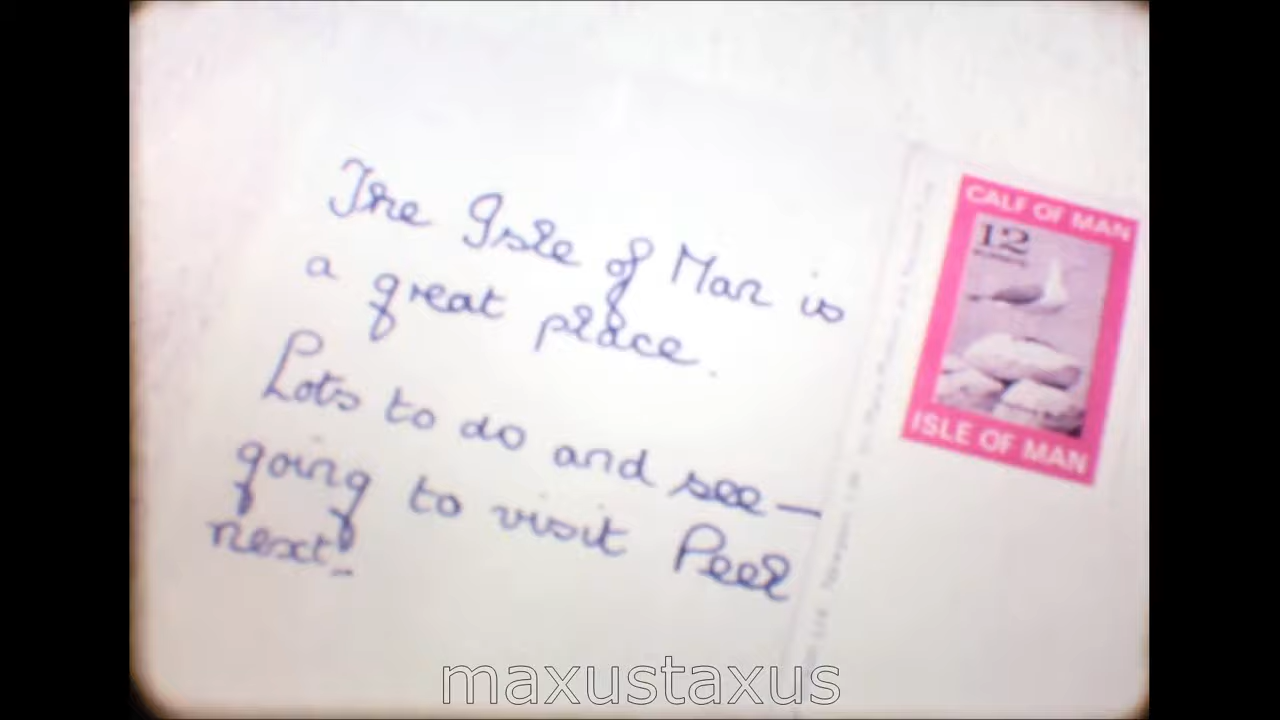 The Isle of Man is
a great place.
Lots to do and see—
going to visit Peel
next.
CALF OF MAN
12
ISLE OF MAN
maxustaxus